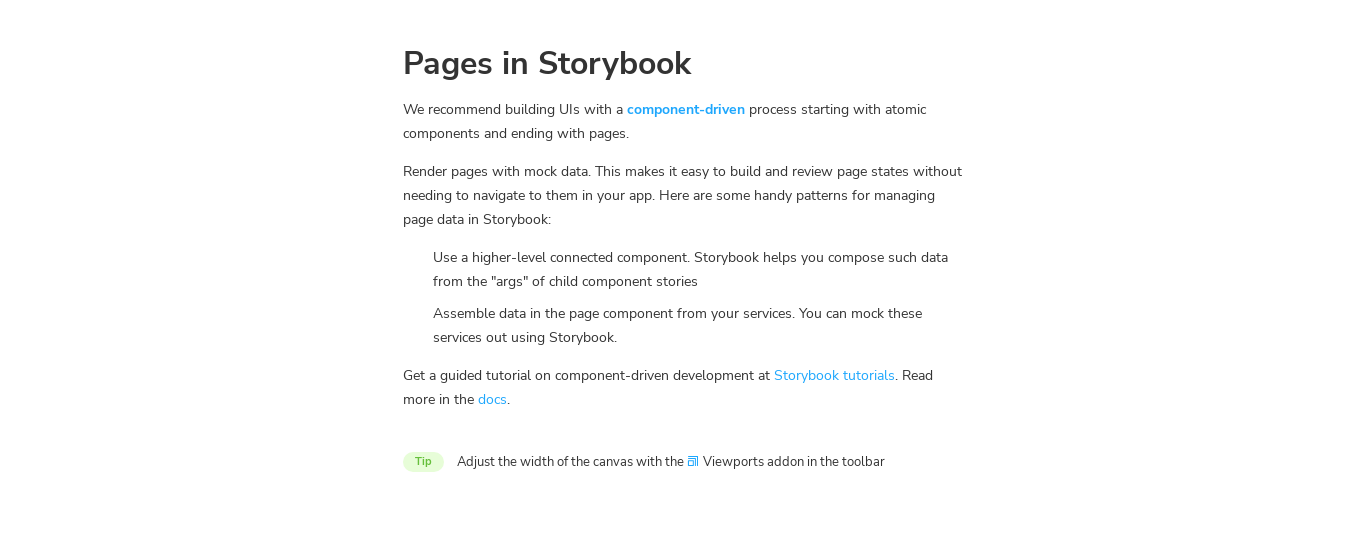 Pages in Storybook
We recommend building UIs with a component-driven process starting with atomic
components and ending with pages.
Render pages with mock data. This makes it easy to build and review page states without
needing to navigate to them in your app. Here are some handy patterns for managing
page data in Storybook:
Use a higher-level connected component. Storybook helps you compose such data
from the "args" of child component stories
Assemble data in the page component from your services. You can mock these
services out using Storybook.
Get a guided tutorial on component-driven development at Storybook tutorials. Read
more in the docs.
Tip Adjust the width of the canvas with the Viewports addon in the toolbar